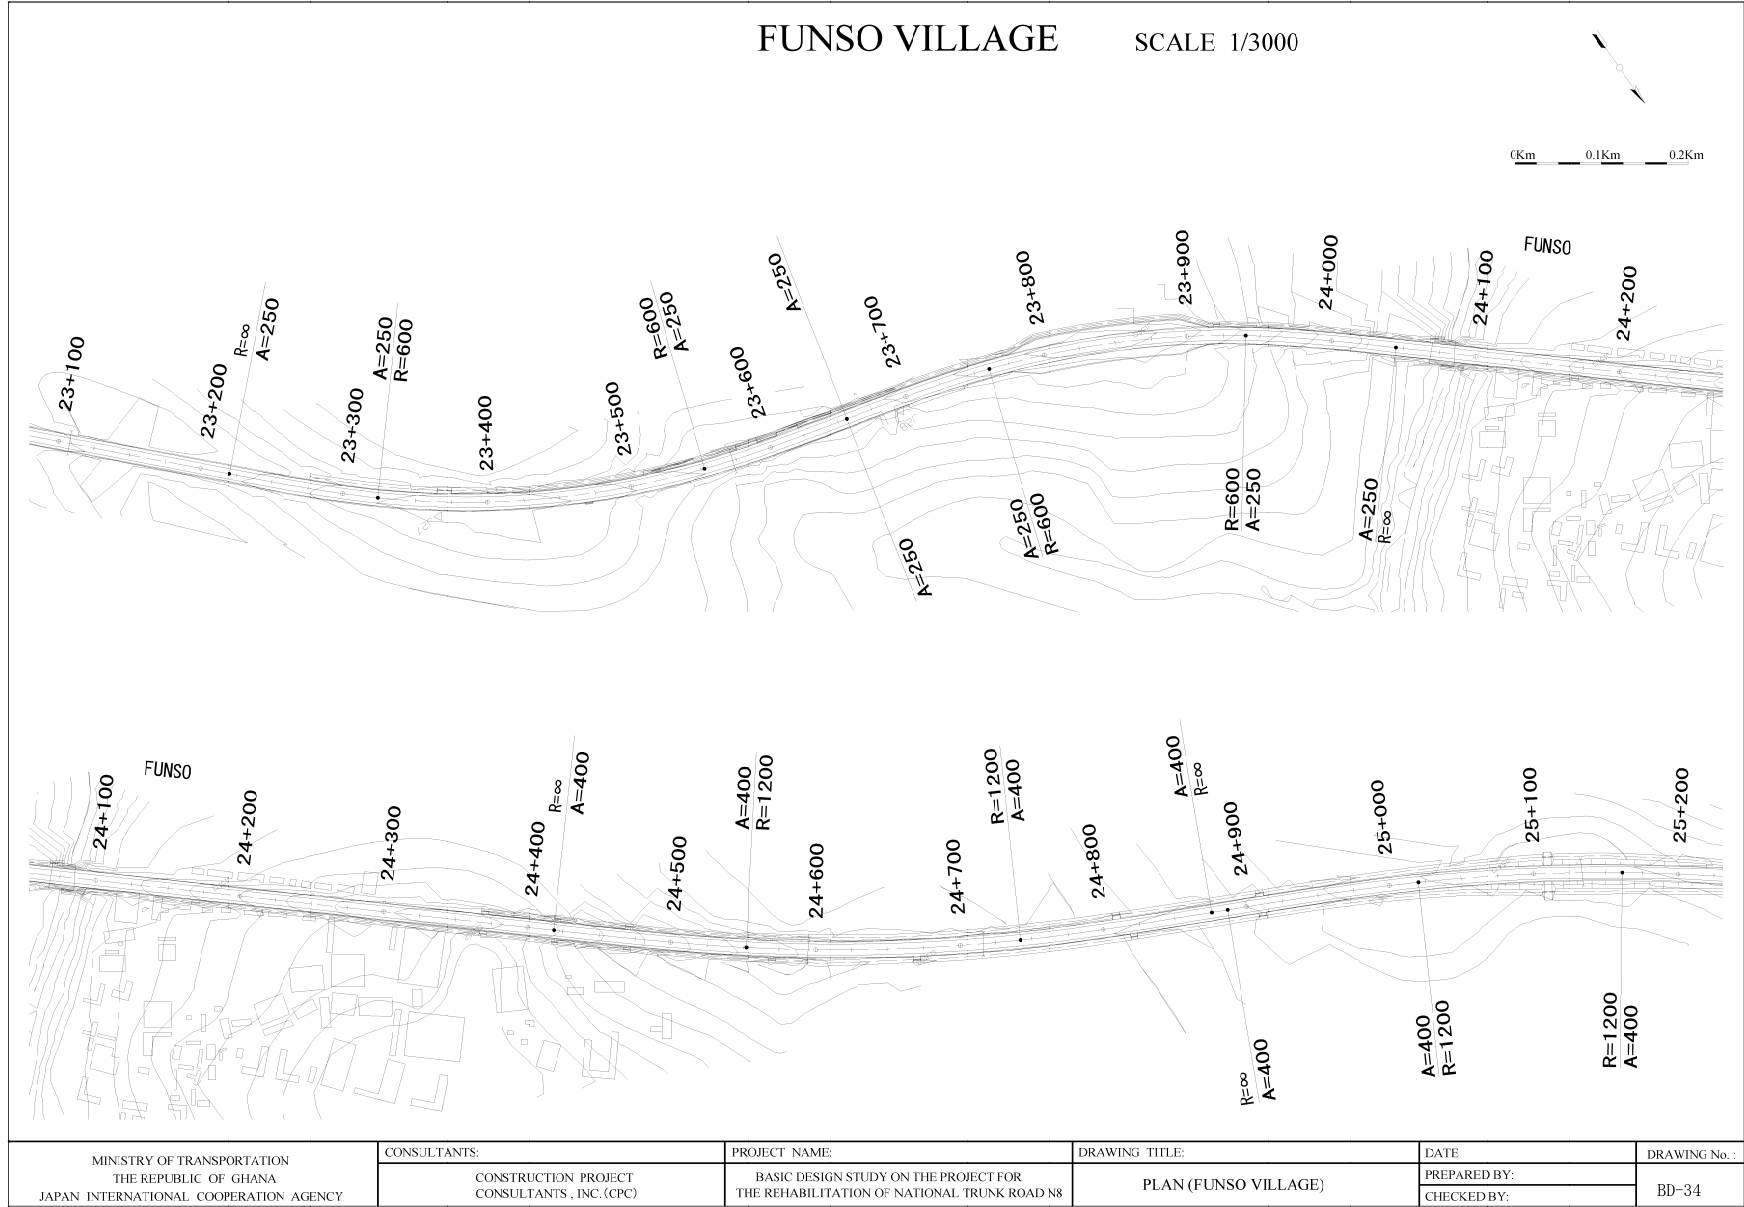 FUNSO VILLAGE SCALE 1/3000
0Km 0.1Km 0.2Km
23+100
23+200
R=∞
A=250
23+300
A=250
R=600
23+400
23+500
R=600
A=250
23+600
A=250
23+700
A=250
23+800
A=250
R=600
23+900
R=600
A=250
24+000
A=250
R=∞
24+100
FUNSO
24+200
FUNSO
24+100
24+200
24+300
24+400
R=∞
A=400
24+500
A=400
R=1200
24+600
24+700
R=1200
A=400
24+800
A=400
R=∞
24+900
R=∞
A=400
25+000
A=400
R=1200
25+100
R=1200
A=400
25+200
MINISTRY OF TRANSPORTATION
THE REPUBLIC OF GHANA
JAPAN INTERNATIONAL COOPERATION AGENCY
CONSULTANTS:
CONSTRUCTION PROJECT
CONSULTANTS, INC.(CPC)
PROJECT NAME:
BASIC DESIGN STUDY ON THE PROJECT FOR
THE REHABILITATION OF NATIONAL TRUNK ROAD N8
DRAWING TITLE:
PLAN (FUNSO VILLAGE)
DATE
PREPARED BY:
CHECKED BY:
DRAWING No. :
BD-34